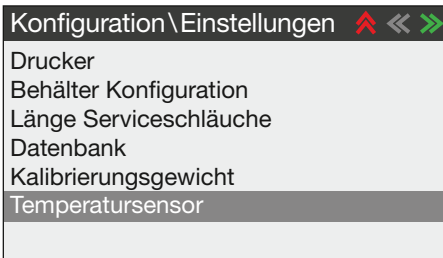 Konfiguration\Einstellungen
Drucker
Behälter Konfiguration
Länge Serviceschläuche
Datenbank
Kalibrierungsgewicht
Temperatursensor